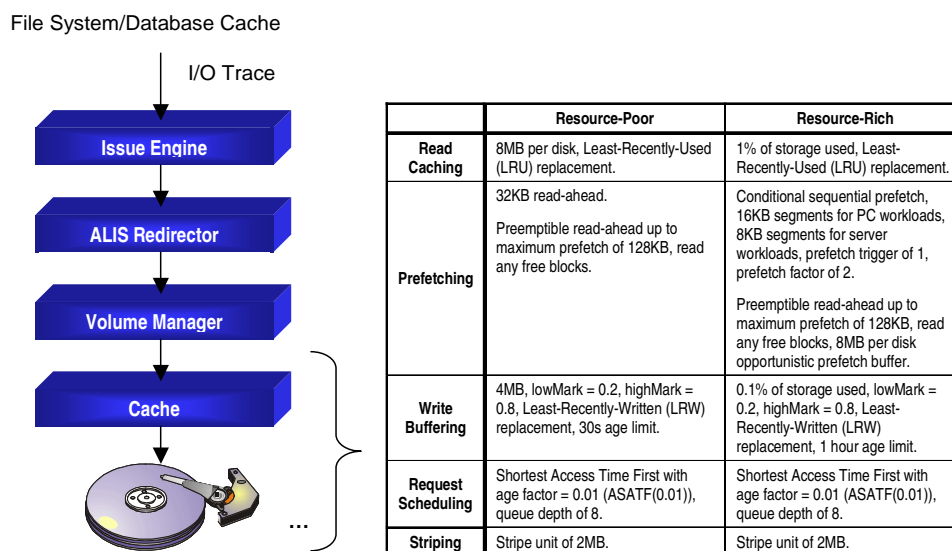 File System/Database Cache
I/O Trace
Issue Engine
ALIS Redirector
Volume Manager
Cache
...
Resource-Poor
Resource-Rich
Read
Caching
8MB per disk, Least-Recently-Used
(LRU) replacement.
1% of storage used, Least-
Recently-Used (LRU) replacement.
Prefetching
32KB read-ahead.
Preemptible read-ahead up to
maximum prefetch of 128KB, read
any free blocks.
Conditional sequential prefetch,
16KB segments for PC workloads,
8KB segments for server
workloads, prefetch trigger of 1,
prefetch factor of 2.
Preemptible read-ahead up to
maximum prefetch of 128KB, read
any free blocks, 8MB per disk
opportunistic prefetch buffer.
Write
Buffering
4MB, lowMark = 0.2, highMark =
0.8, Least-Recently-Written (LRW)
replacement, 30s age limit.
0.1% of storage used, lowMark =
0.2, highMark = 0.8, Least-
Recently-Written (LRW)
replacement, 1 hour age limit.
Request
Scheduling
Shortest Access Time First with
age factor = 0.01 (ASATF(0.01)),
queue depth of 8.
Shortest Access Time First with
age factor = 0.01 (ASATF(0.01)),
queue depth of 8.
Striping
Stripe unit of 2MB.
Stripe unit of 2MB.